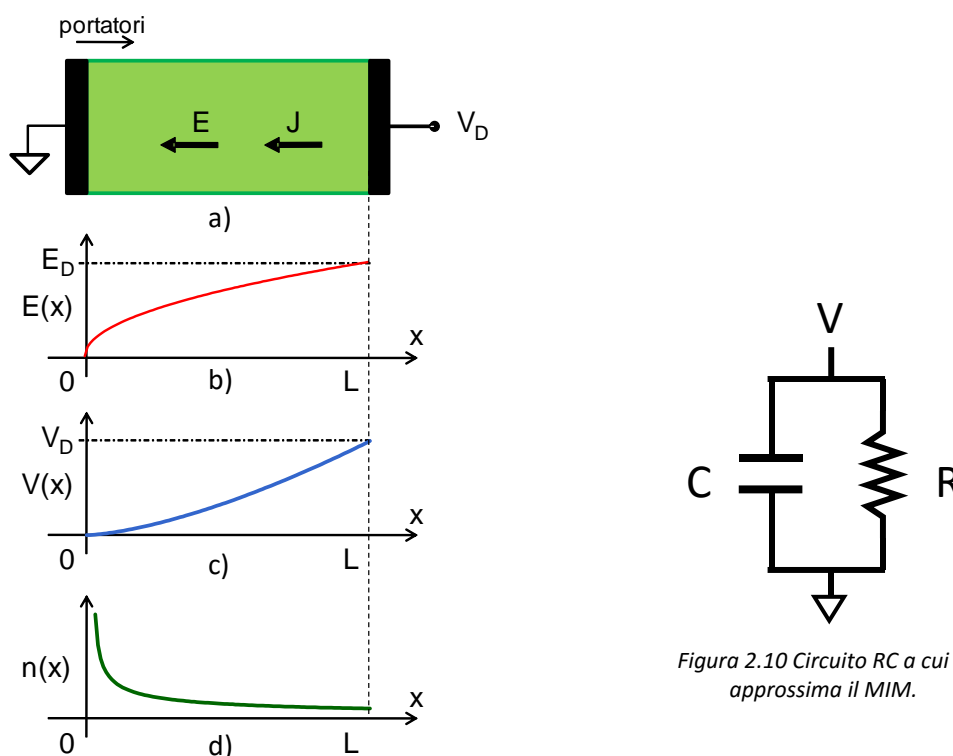 portatori
E J
V_D
a)
E_D
E(x)
x
0 b) L
V_D
V(x)
x
0 c) L
n(x)
x
0 d) L
V
C R
Figura 2.10 Circuito RC a cui
approssima il MIM.